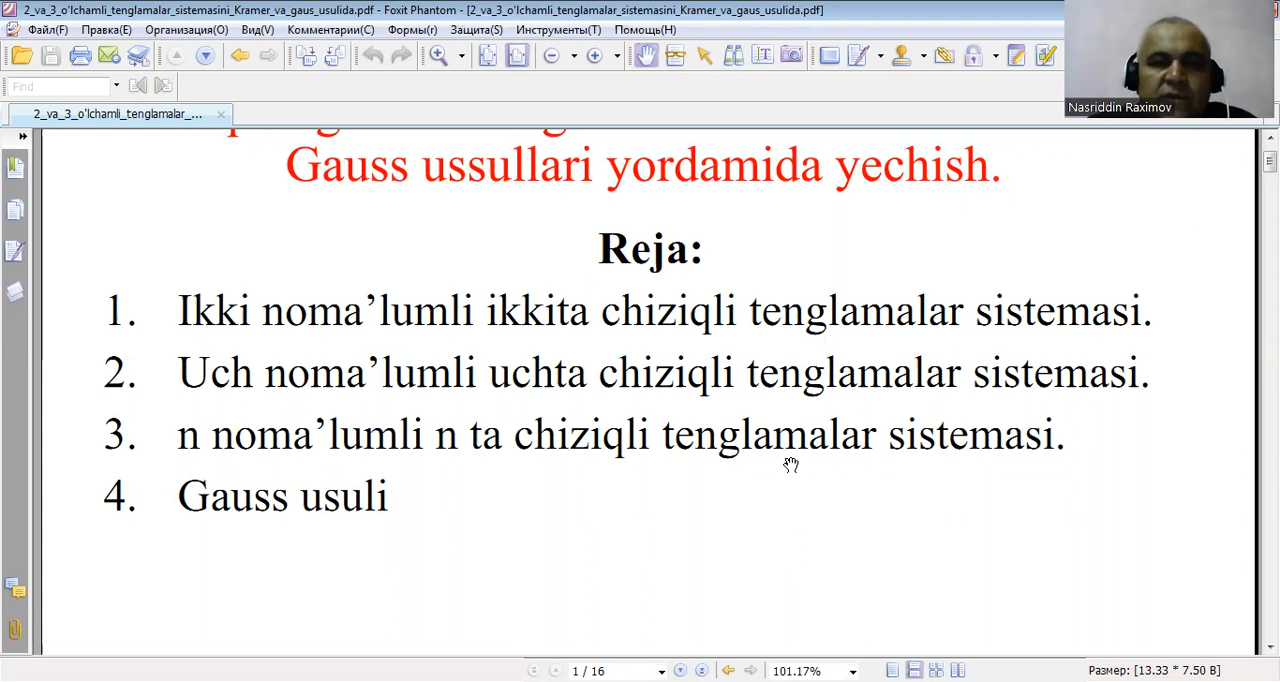 2_va_3_o'lchamli_tenglamalar_sistemasini_Kramer_va_gaus_usulida.pdf - Foxit Phantom - [2_va_3_o'lchamli_tenglamalar_sistemasini_Kramer_va_gaus_usulida.pdf]
Файл(F) Правка(E) Организация(O) Вид(V) Комментарии(C) Формы(r) Защита(S) Инструменты(T) Помощь(H)
Find
Nasriddin Raximov
2_va_3_o'lchamli_tenglamalar_...
Gauss ussullari yordamida yechish.
Reja:
1. Ikki noma’lumli ikkita chiziqli tenglamalar sistemasi.
2. Uch noma’lumli uchta chiziqli tenglamalar sistemasi.
3. n noma’lumli n ta chiziqli tenglamalar sistemasi.
4. Gauss usuli
1 / 16
101.17%
Размер: [13.33 * 7.50 В]